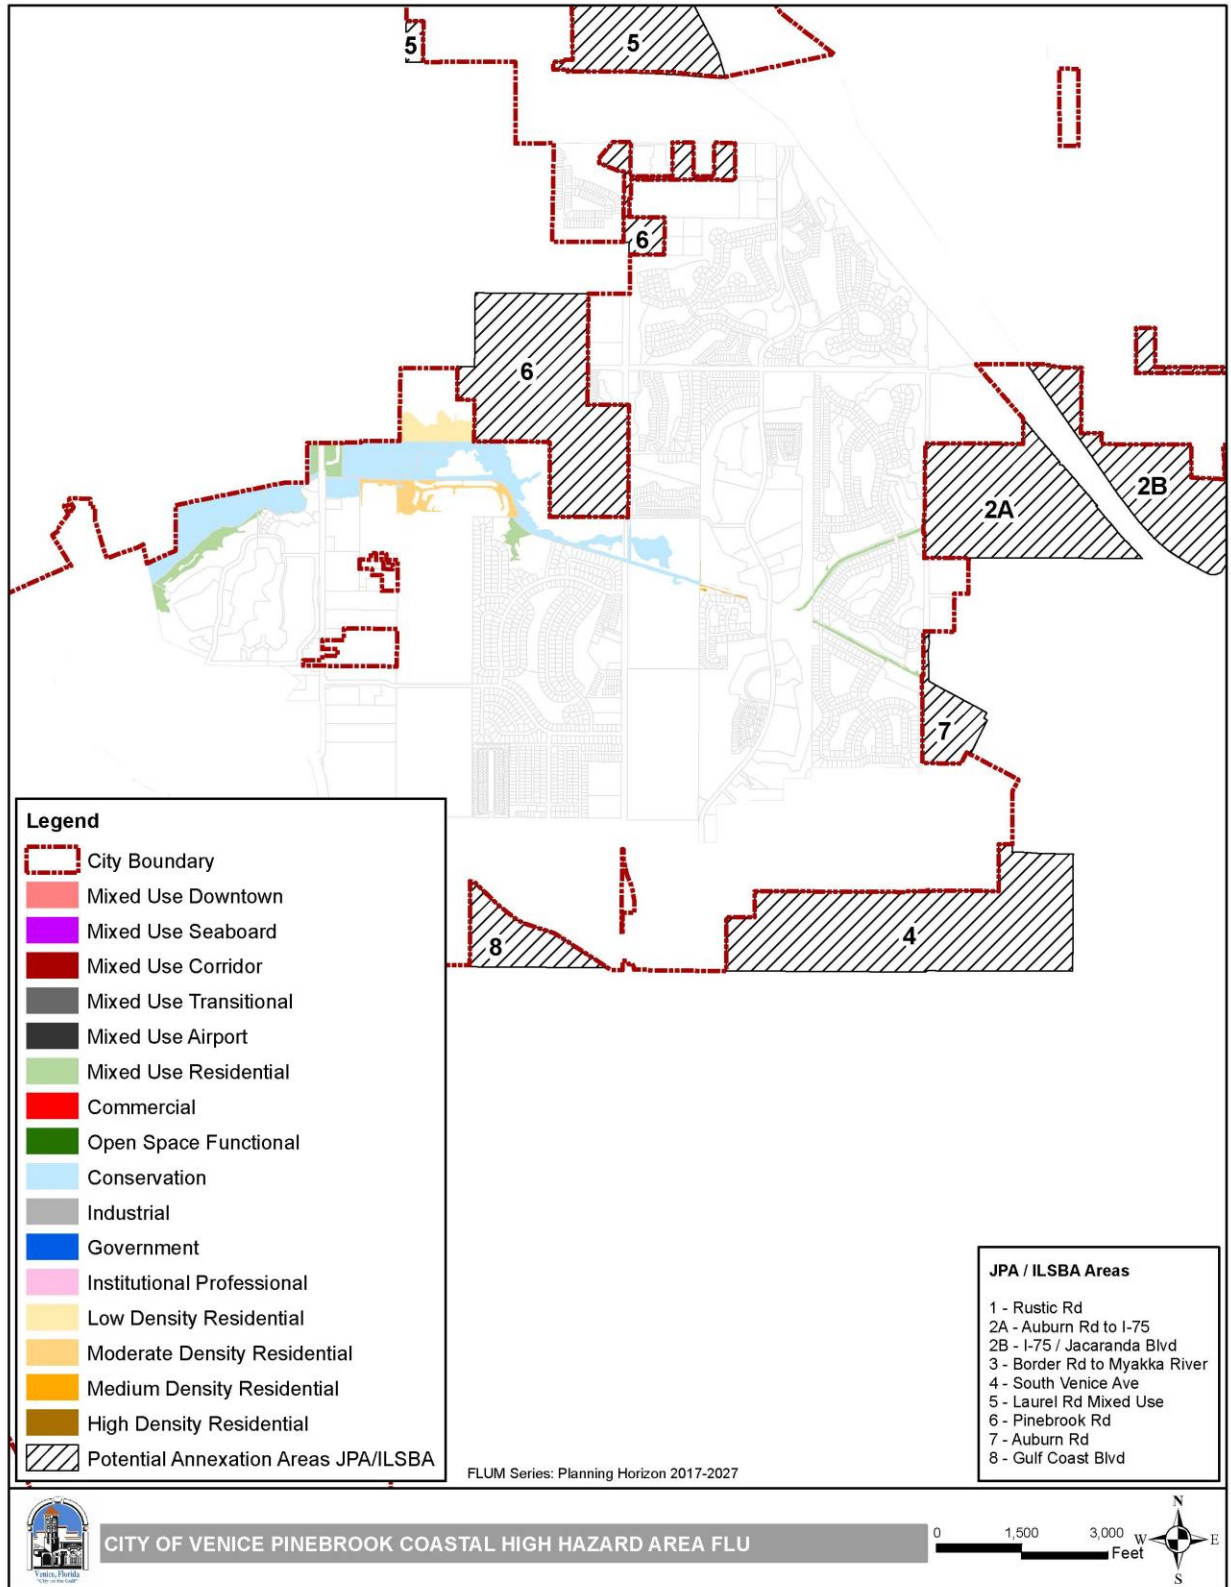 5
5
6
6
2A
2B
7
8
4
Legend
City Boundary
Mixed Use Downtown
Mixed Use Seaboard
Mixed Use Corridor
Mixed Use Transitional
Mixed Use Airport
Mixed Use Residential
Commercial
Open Space Functional
Conservation
Industrial
Government
Institutional Professional
Low Density Residential
Moderate Density Residential
Medium Density Residential
High Density Residential
Potential Annexation Areas JPA/ILSBA
FLUM Series: Planning Horizon 2017-2027
JPA / ILSBA Areas
1 - Rustic Rd
2A - Auburn Rd to I-75
2B - I-75 / Jacaranda Blvd
3 - Border Rd to Myakka River
4 - South Venice Ave
5 - Laurel Rd Mixed Use
6 - Pinebrook Rd
7 - Auburn Rd
8 - Gulf Coast Blvd
Venice, Florida
"City on the Gulf"
CITY OF VENICE PINEBROOK COASTAL HIGH HAZARD AREA FLU
0 1,500 3,000
Feet
N
W E
S